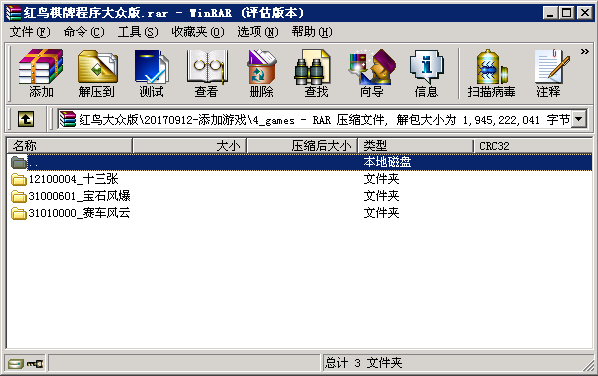 红鸟棋牌程序大众版.rar - WinRAR (评估版本)
文件(F) 命令(C) 工具(S) 收藏夹(O) 选项(N) 帮助(H)
添加 解压到 测试 查看 删除 查找 向导 信息 扫描病毒 注释
红鸟大众版\20170912-添加游戏\4_games - RAR 压缩文件, 解包大小为 1,945,222,041 字节
名称 大小 压缩后大小 类型 CRC32
.. 本地磁盘
12100004_十三张 文件夹
31000601_宝石风爆 文件夹
31010000_赛车风云 文件夹
总计 3 文件夹